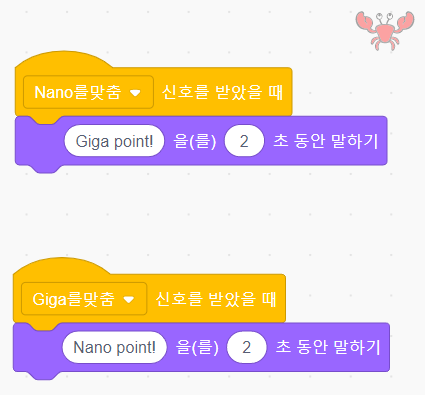 Nano를맞춤 신호를 받았을 때
Giga point! 을(를) 2 초 동안 말하기
Giga를맞춤 신호를 받았을 때
Nano point! 을(를) 2 초 동안 말하기